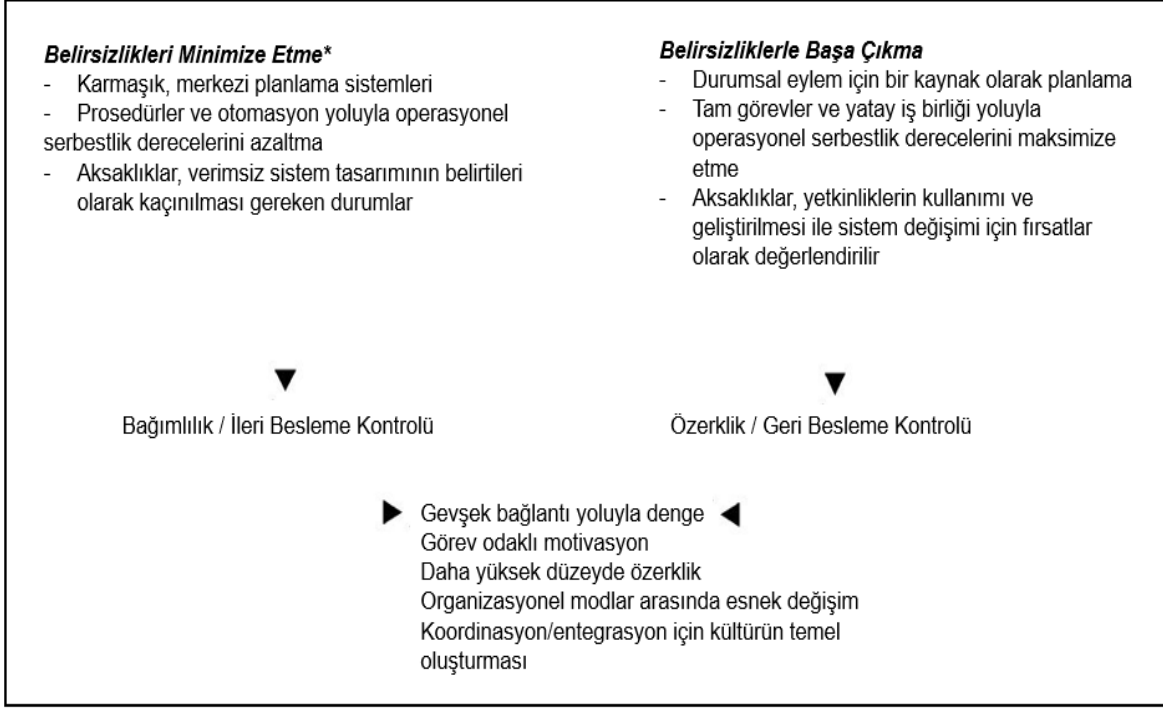 Belirsizlikleri Minimize Etme*
- Karmaşık, merkezi planlama sistemleri
- Prosedürler ve otomasyon yoluyla operasyonel
serbestlik derecelerini azaltma
- Aksaklıklar, verimsiz sistem tasarımının belirtileri
olarak kaçınılması gereken durumlar
Belirsizliklerle Başa Çıkma
- Durumsal eylem için bir kaynak olarak planlama
- Tam görevler ve yatay iş birliği yoluyla
operasyonel serbestlik derecelerini maksimize
etme
- Aksaklıklar, yetkinliklerin kullanımı ve
geliştirilmesi ile sistem değişimi için fırsatlar
olarak değerlendirilir
Bağımlılık / İleri Besleme Kontrolü
Özerklik / Geri Besleme Kontrolü
Gevşek bağlantı yoluyla denge
Görev odaklı motivasyon
Daha yüksek düzeyde özerklik
Organizasyonel modlar arasında esnek değişim
Koordinasyon/entegrasyon için kültürün temel
oluşturması